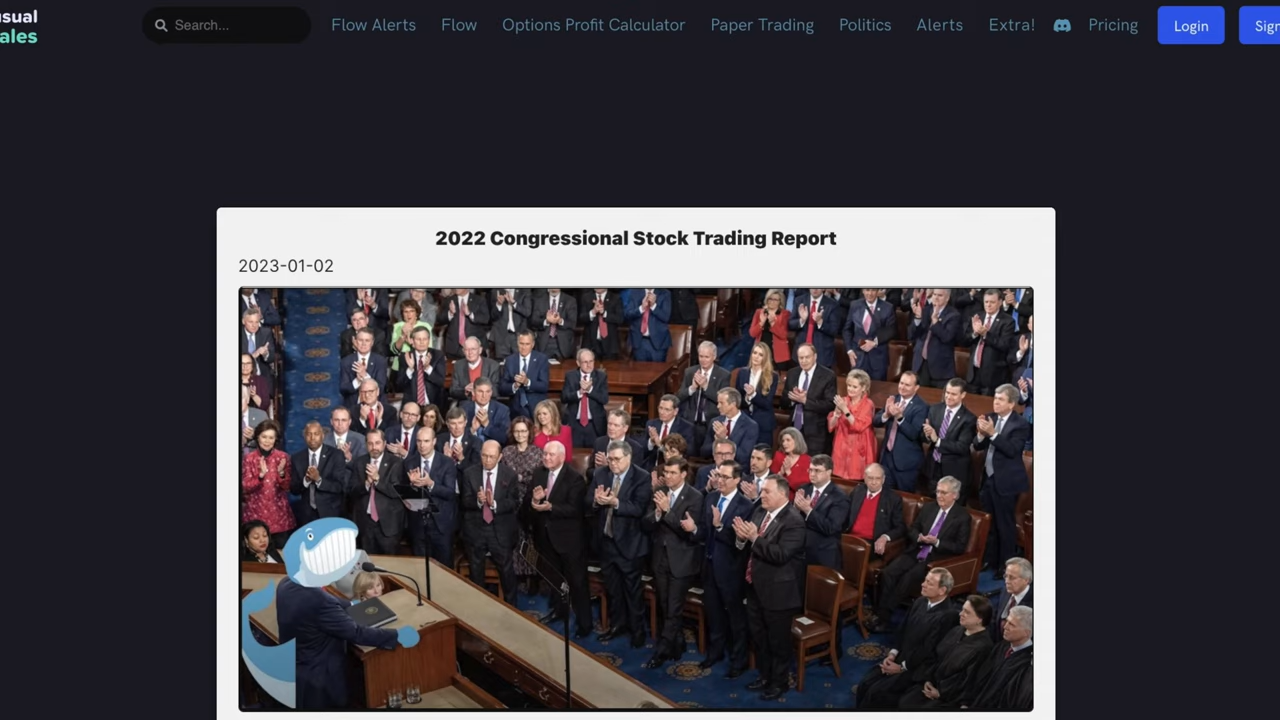 usual
ales
Search...
Flow Alerts
Flow
Options Profit Calculator
Paper Trading
Politics
Alerts
Extra!
Pricing
Login
Sign
2022 Congressional Stock Trading Report
2023-01-02